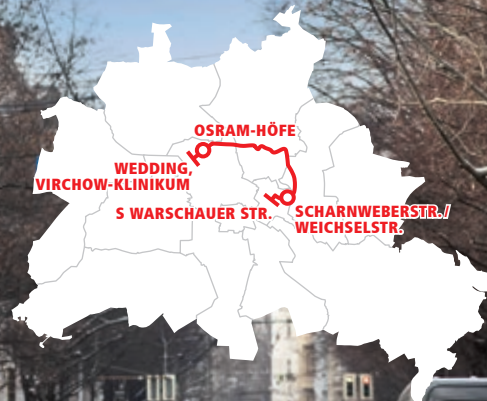 OSRAM-HÖFE
WEDDING,
VIRCHOW-KLINIKUM
S WARSCHAUER STR.
SCHARNWEBERSTR./
WEICHSELSTR.